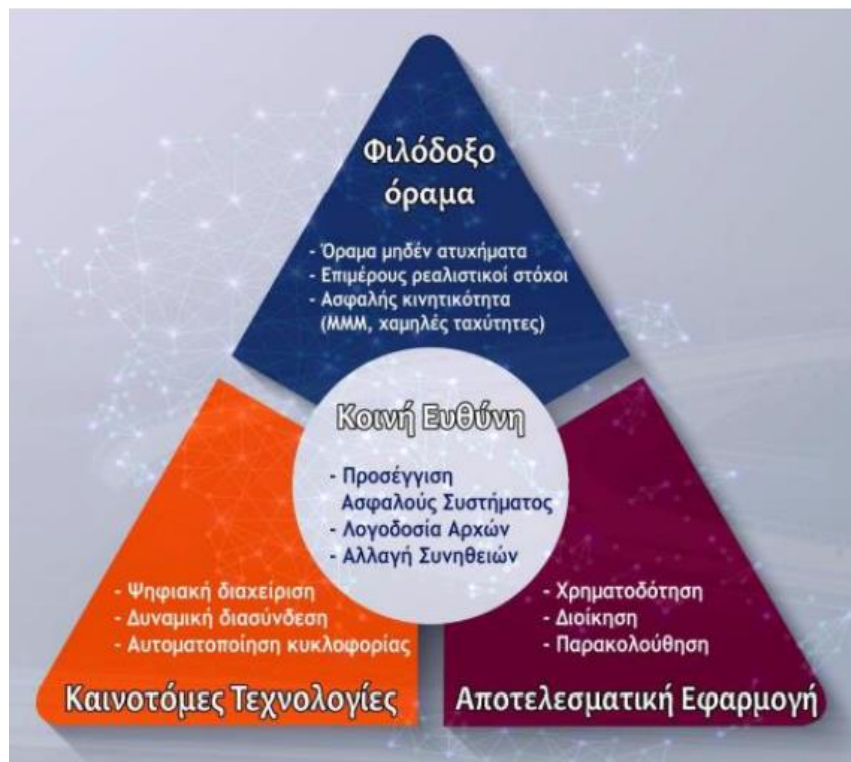 Φιλόδοξο
όραμα
- Όραμα μηδέν ατυχήματα
- Επιμέρους ρεαλιστικοί στόχοι
- Ασφαλής κινητικότητα
(ΜΜΜ, χαμηλές ταχύτητες)
Κοινή Ευθύνη
- Προσέγγιση
Ασφαλούς Συστήματος
- Λογοδοσία Αρχών
- Αλλαγή Συνηθειών
- Ψηφιακή διαχείριση
- Δυναμική διασύνδεση
- Αυτοματοποίηση κυκλοφορίας
Καινοτόμες Τεχνολογίες
- Χρηματοδότηση
- Διοίκηση
- Παρακολούθηση
Αποτελεσματική Εφαρμογή